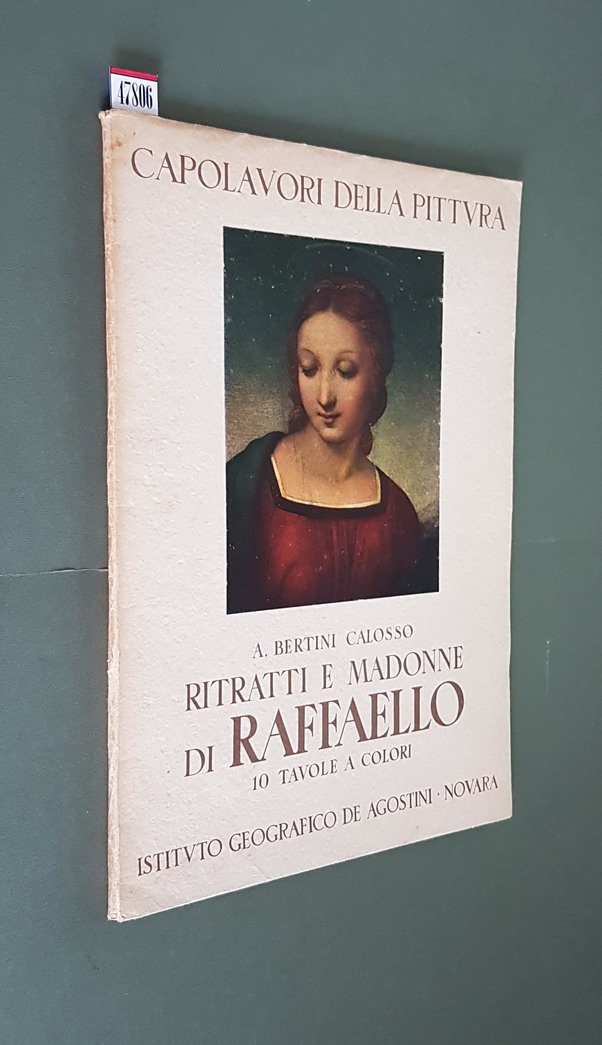 47806
CAPOLAVORI DELLA PITTVRA
A. BERTINI CALOSSO
RITRATTI E MADONNE
DI RAFFAELLO
10 TAVOLE A COLORI
ISTITVTO GEOGRAFICO DE AGOSTINI · NOVARA